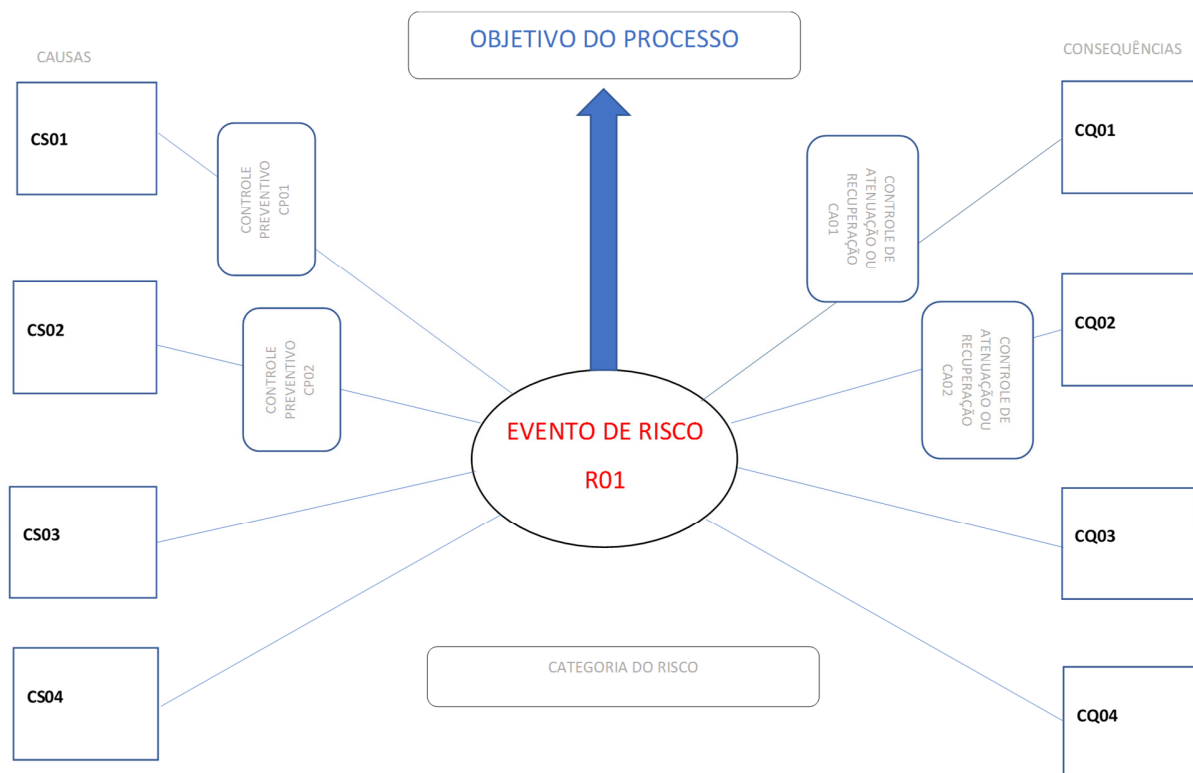 OBJETIVO DO PROCESSO
CAUSAS
CONSEQUÊNCIAS
CS01
CONTROLE
PREVENTIVO
CP01
CONTROLE DE
ATENUAÇÃO OU
RECUPERAÇÃO
CA01
CQ01
CS02
CONTROLE
PREVENTIVO
CP02
CONTROLE DE
ATENUAÇÃO OU
RECUPERAÇÃO
CA02
CQ02
EVENTO DE RISCO
R01
CS03
CQ03
CATEGORIA DO RISCO
CS04
CQ04